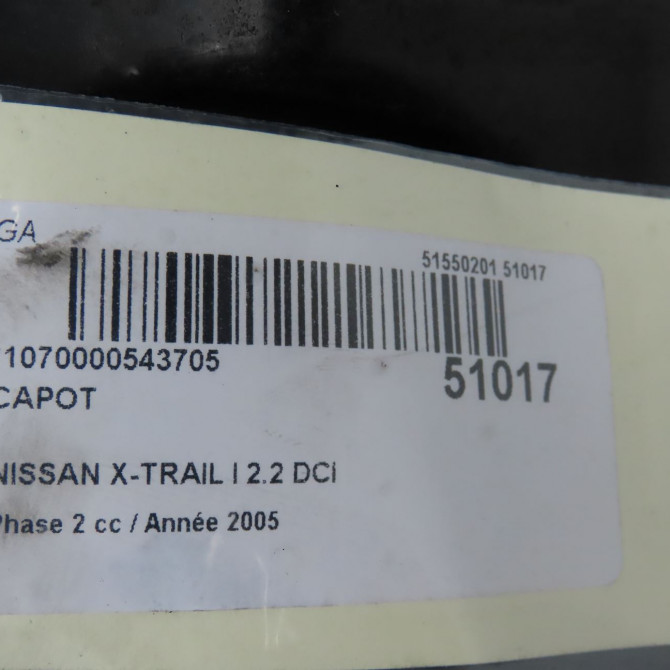 GA
51550201 51017
1070000543705
51017
CAPOT
NISSAN X-TRAIL I 2.2 DCI
Phase 2 cc / Année 2005